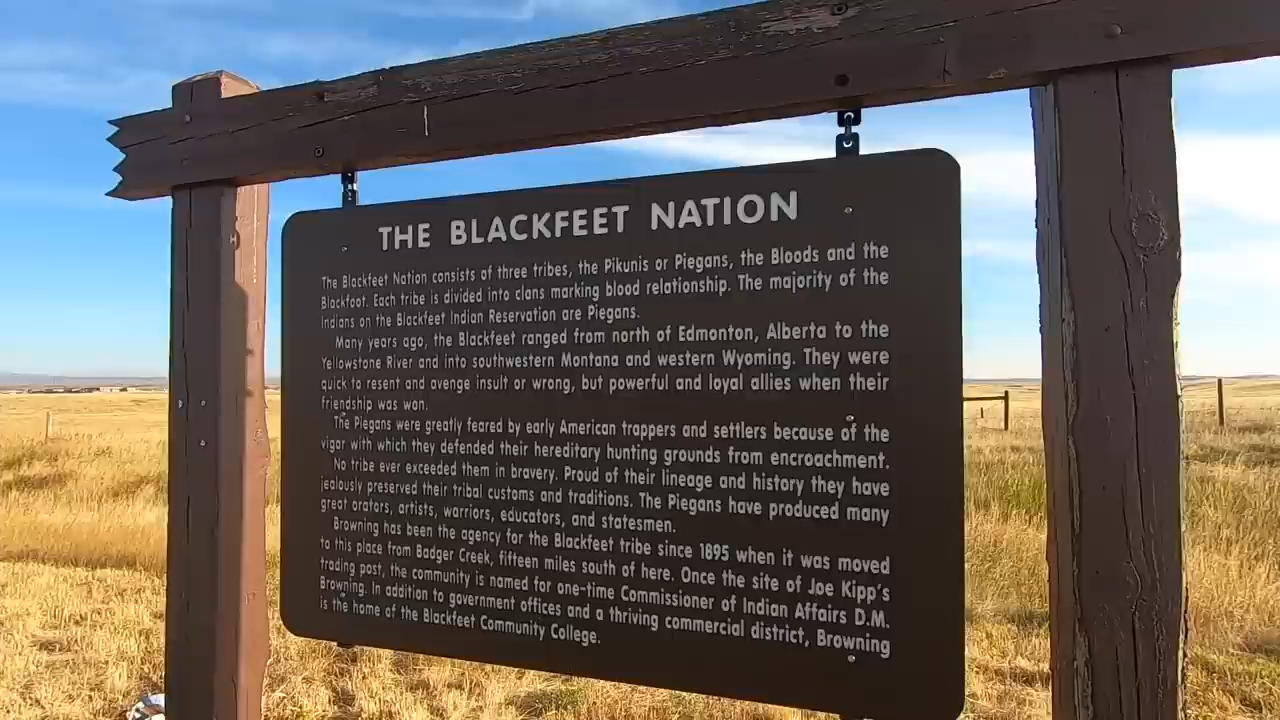 THE BLACKFEET NATION
The Blackfeet Nation consists of three tribes, the Pikunis or Piegans, the Bloods and the
Blackfoot. Each tribe is divided into clans marking blood relationship. The majority of the
Indians on the Blackfeet Indian Reservation are Piegans.
Many years ago, the Blackfeet ranged from north of Edmonton, Alberta to the
Yellowstone River and into southwestern Montana and western Wyoming. They were
quick to resent and avenge insult or wrong, but powerful and loyal allies when their
friendship was won.
The Piegans were greatly feared by early American trappers and settlers because of the
vigor with which they defended their hereditary hunting grounds from encroachment.
No tribe ever exceeded them in bravery. Proud of their lineage and history they have
jealously preserved their tribal customs and traditions. The Piegans have produced many
great orators, artists, warriors, educators, and statesmen.
Browning has been the agency for the Blackfeet tribe since 1895 when it was moved
to this place from Badger Creek, fifteen miles south of here. Once the site of Joe Kipp's
trading post, the community is named for one-time Commissioner of Indian Affairs D.M.
Browning. In addition to government offices and a thriving commercial district, Browning
is the home of the Blackfeet Community College.